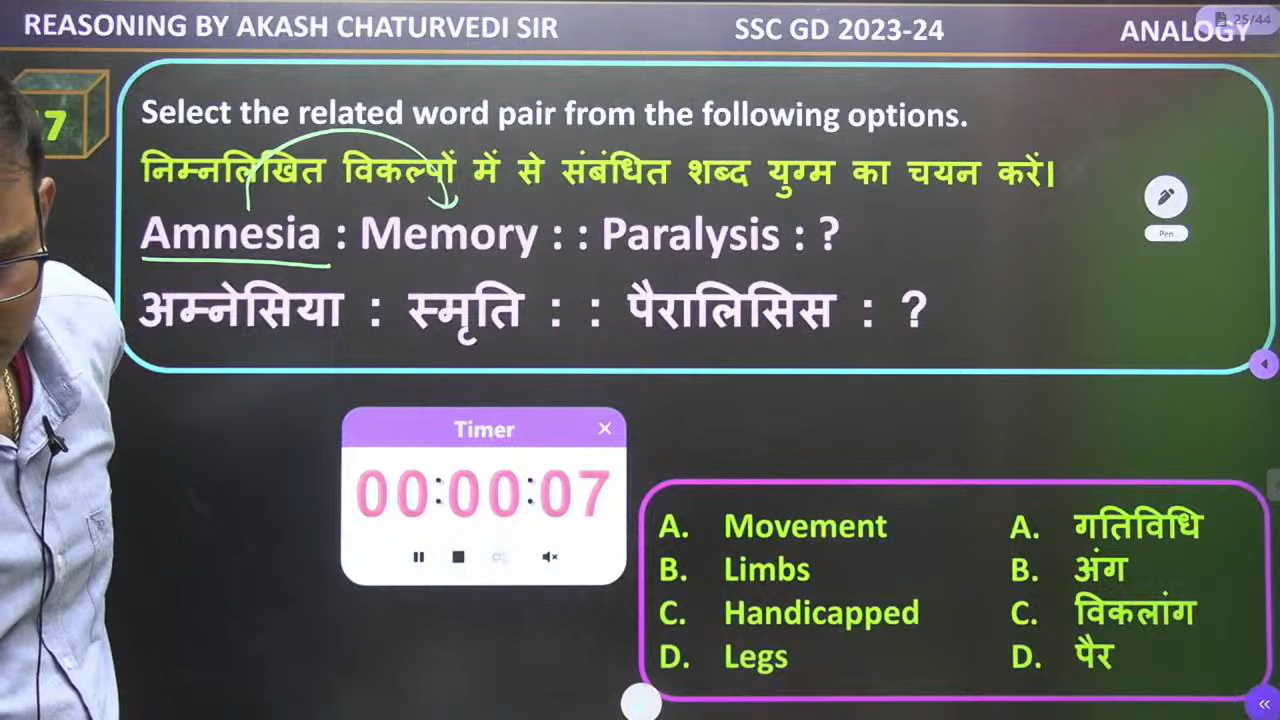 REASONING BY AKASH CHATURVEDI SIR SSC GD 2023-24 ANALOGY
25/44
7
Select the related word pair from the following options.
निम्नलिखित विकल्पों में से संबंधित शब्द युग्म का चयन करें।
Pen
Amnesia : Memory : : Paralysis : ?
अम्नेसिया : स्मृति : : पैरालिसिस : ?
Timer
00:00:07
A. Movement A. गतिविधि
B. Limbs B. अंग
C. Handicapped C. विकलांग
D. Legs D. पैर